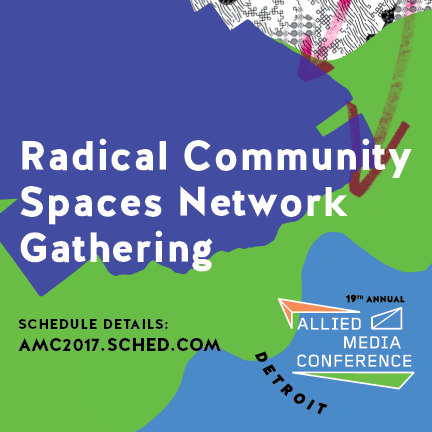 Radical Community
Spaces Network
Gathering
SCHEDULE DETAILS:
AMC2017.SCHED.COM
19TH ANNUAL
ALLIED
MEDIA
CONFERENCE
DETROIT